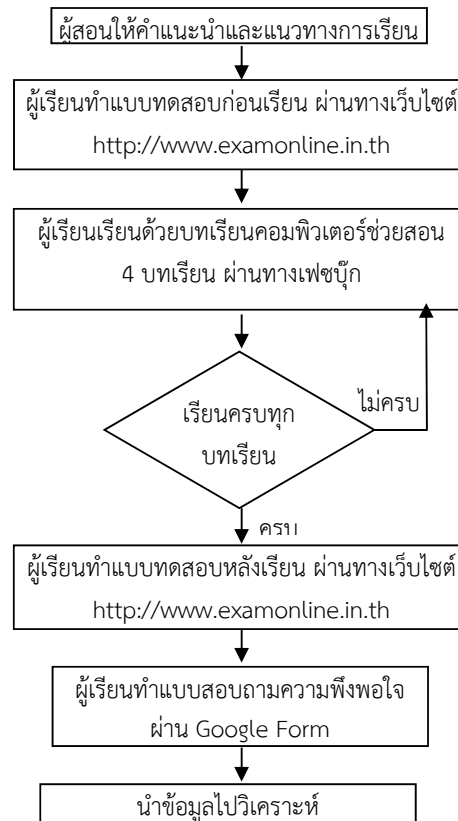 ผู้สอนให้คำแนะนำและแนวทางการเรียน
ผู้เรียนทำแบบทดสอบก่อนเรียน ผ่านทางเว็บไซต์
http://www.examonline.in.th
ผู้เรียนเรียนด้วยบทเรียนคอมพิวเตอร์ช่วยสอน
4 บทเรียน ผ่านทางเฟซบุ๊ก
ไม่ครบ
เรียนครบทุก
บทเรียน
ครบ
ผู้เรียนทำแบบทดสอบหลังเรียน ผ่านทางเว็บไซต์
http://www.examonline.in.th
ผู้เรียนทำแบบสอบถามความพึงพอใจ
ผ่าน Google Form
นำข้อมูลไปวิเคราะห์